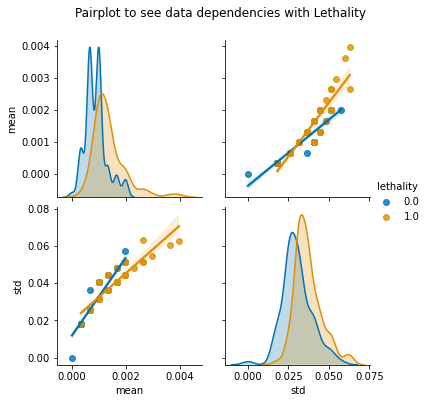 Pairplot to see data dependencies with Lethality
0.004
0.003
0.002
0.001
0.000
mean
lethality
0.0
1.0
0.08
0.06
0.04
0.02
0.00
std
0.000 0.002 0.004
mean
0.000 0.025 0.050 0.075
std